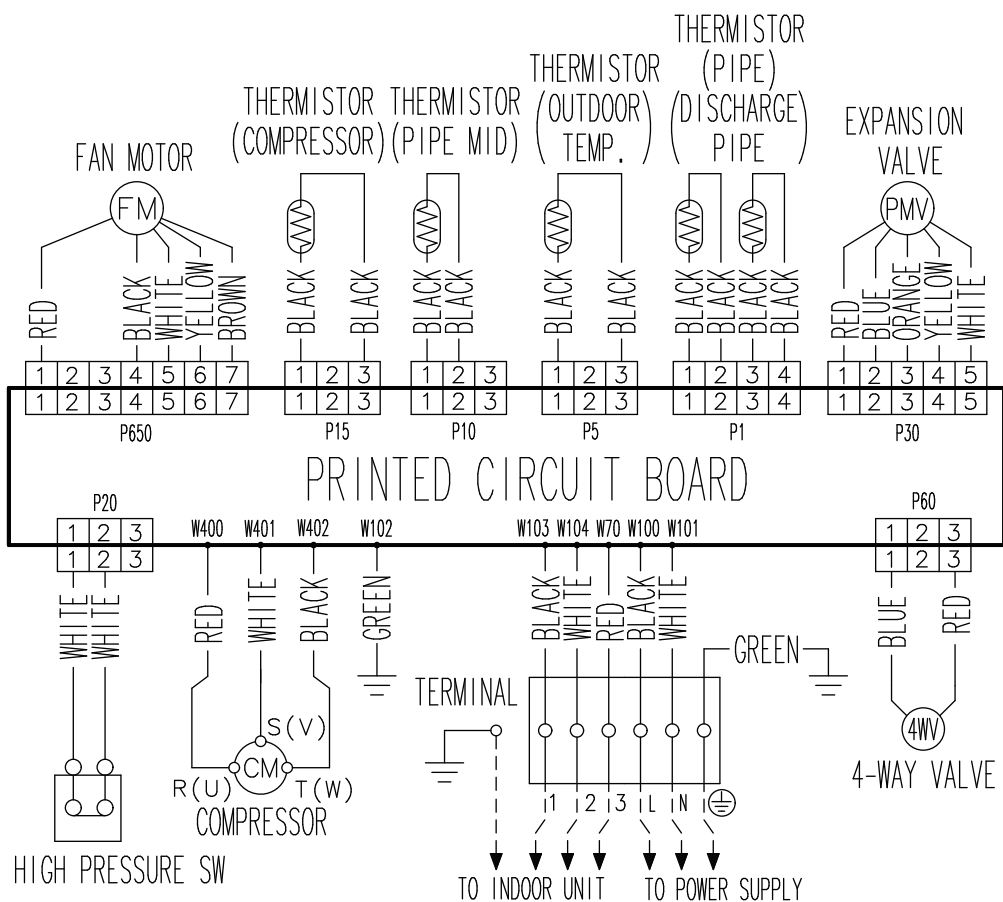 THERMISTOR
(PIPE)
(DISCHARGE)
PIPE
THERMISTOR
(OUTDOOR)
TEMP.
THERMISTOR
(COMPRESSOR)
THERMISTOR
(PIPE MID)
EXPANSION
VALVE
FAN MOTOR
FM
PMV
RED
BLACK
WHITE
YELLOW
BROWN
BLACK
BLACK
BLACK
BLACK
BLACK
BLACK
BLACK
BLACK
BLACK
BLACK
RED
BLUE
ORANGE
YELLOW
WHITE
1 2 3 4 5 6 7
1 2 3 4 5 6 7
P650
1 2 3
1 2 3
P15
1 2 3
1 2 3
P10
1 2 3
1 2 3
P5
1 2 3 4
1 2 3 4
P1
1 2 3 4 5
1 2 3 4 5
P30
PRINTED CIRCUIT BOARD
P20
1 2 3
1 2 3
W400
W401
W402
W102
W103
W104
W70
W100
W101
P60
1 2 3
1 2 3
WHITE
WHITE
RED
WHITE
BLACK
GREEN
BLACK
WHITE
RED
BLACK
WHITE
GREEN
BLUE
RED
TERMINAL
S(V)
CM
R(U)
T(W)
COMPRESSOR
4WV
4-WAY VALVE
1 2 3 L N
HIGH PRESSURE SW
TO INDOOR UNIT
TO POWER SUPPLY